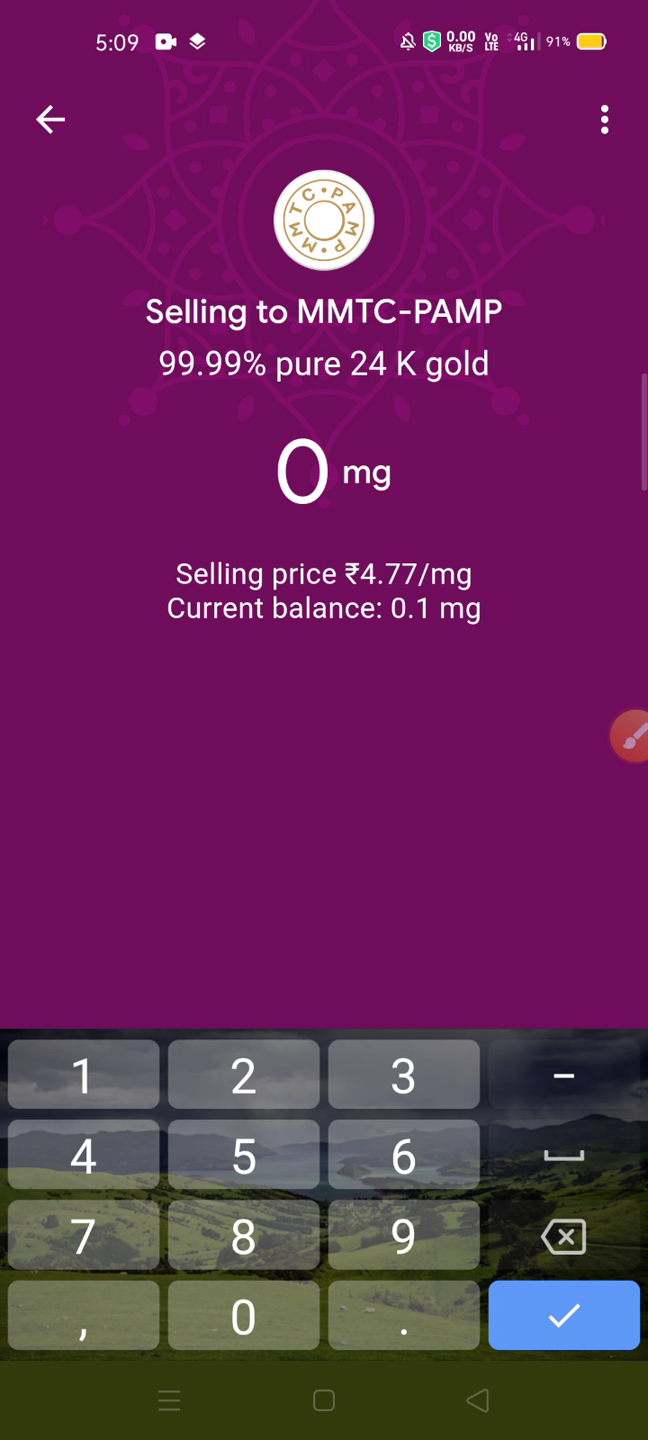 5:09
0.00 KB/S Vo LTE 4G 91%
MMTC•PAMP•
Selling to MMTC-PAMP
99.99% pure 24 K gold
0 mg
Selling price ₹4.77/mg
Current balance: 0.1 mg
1 2 3 −
4 5 6
7 8 9
, 0 .